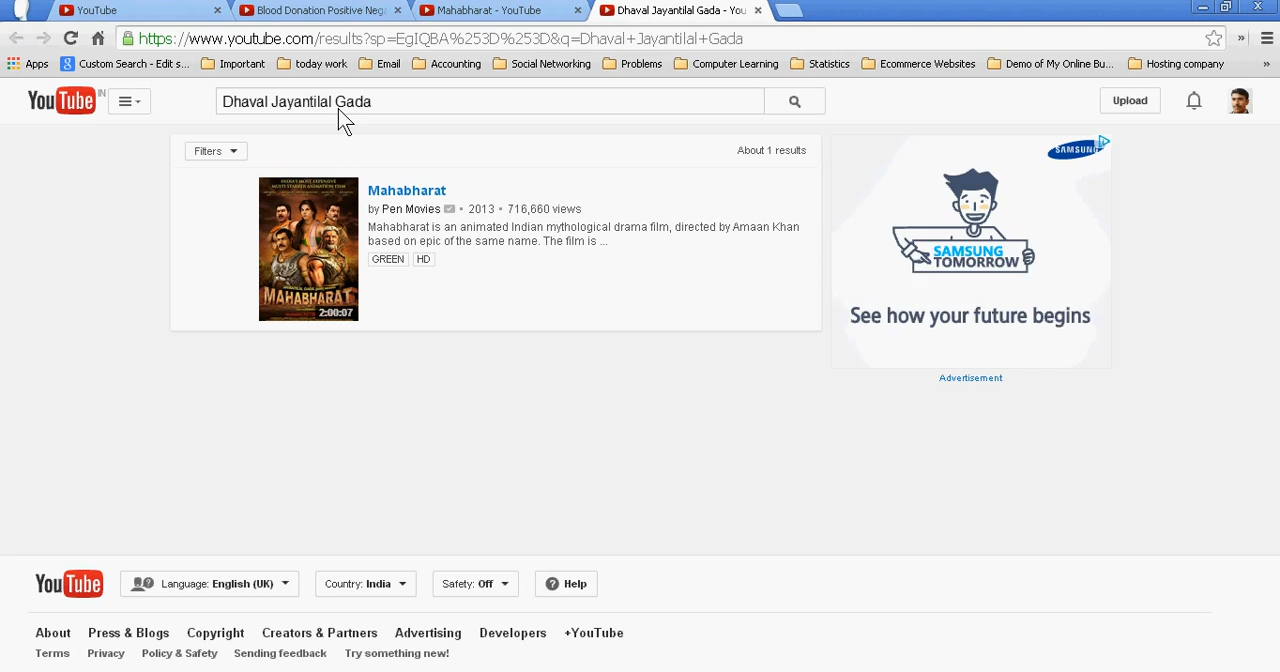 YouTube
Blood Donation Positive Neg
Mahabharat - YouTube
Dhaval Jayantilal Gada - You
https://www.youtube.com/results?sp=EgIQBA%253D%253D&q=Dhaval+Jayantilal+Gada
Apps
Custom Search - Edit s...
Important
today work
Email
Accounting
Social Networking
Problems
Computer Learning
Statistics
Ecommerce Websites
Demo of My Online Bu...
Hosting company
YouTube IN
Dhaval Jayantilal Gada
Upload
Filters
About 1 results
MAHABHARAT
2:00:07
Mahabharat
by Pen Movies • 2013 • 716,660 views
Mahabharat is an animated Indian mythological drama film, directed by Amaan Khan
based on epic of the same name. The film is ...
GREEN HD
SAMSUNG
SAMSUNG
TOMORROW
See how your future begins
Advertisement
YouTube
Language: English (UK)
Country: India
Safety: Off
Help
About Press & Blogs Copyright Creators & Partners Advertising Developers +YouTube
Terms Privacy Policy & Safety Sending feedback Try something new!